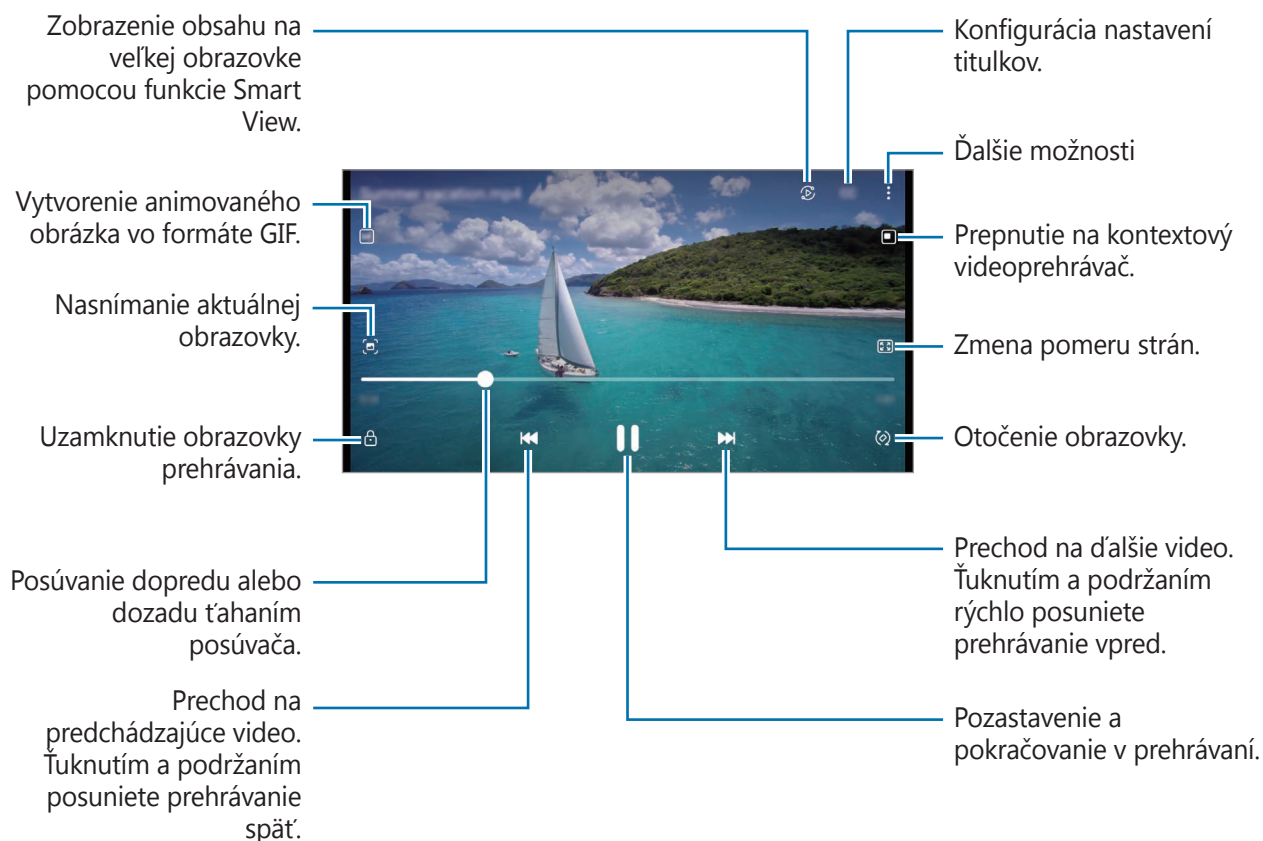 Zobrazenie obsahu na
veľkej obrazovke
pomocou funkcie Smart
View.
Vytvorenie animovaného
obrázka vo formáte GIF.
Nasnímanie aktuálnej
obrazovky.
Uzamknutie obrazovky
prehrávania.
Posúvanie dopredu alebo
dozadu ťahaním
posúvača.
Prechod na
predchádzajúce video.
Ťuknutím a podržaním
posuniete prehrávanie
späť.
Konfigurácia nastavení
titulkov.
Ďalšie možnosti
Prepnutie na kontextový
videoprehrávač.
Zmena pomeru strán.
Otočenie obrazovky.
Prechod na ďalšie video.
Ťuknutím a podržaním
rýchlo posuniete
prehrávanie vpred.
Pozastavenie a
pokračovanie v prehrávaní.